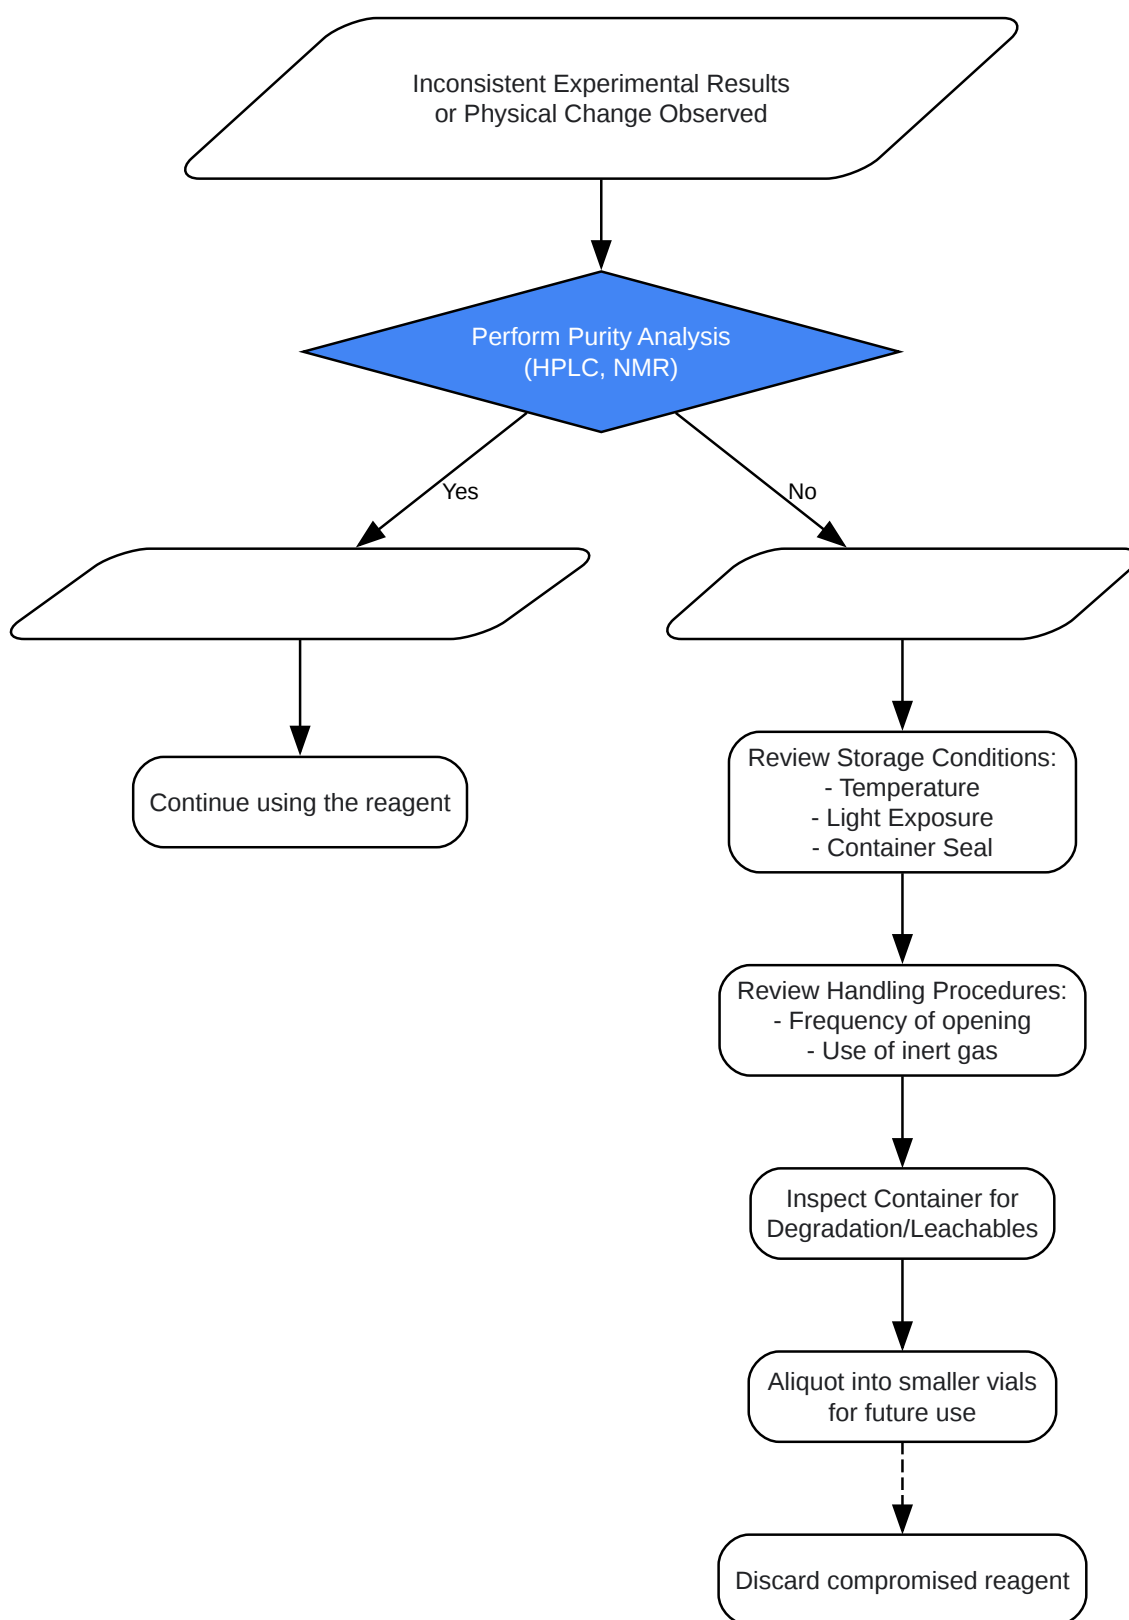 Inconsistent Experimental Results
or Physical Change Observed
Perform Purity Analysis
(HPLC, NMR)
Yes
No
Continue using the reagent
Review Storage Conditions:
- Temperature
- Light Exposure
- Container Seal
Review Handling Procedures:
- Frequency of opening
- Use of inert gas
Inspect Container for
Degradation/Leachables
Aliquot into smaller vials
for future use
Discard compromised reagent